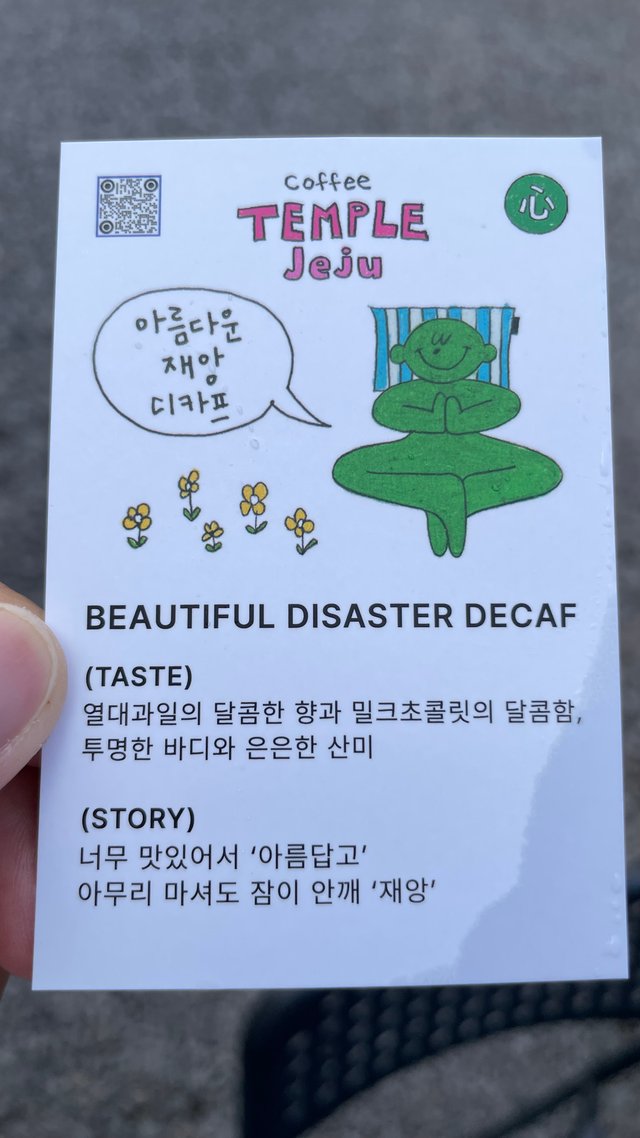 coffee
TEMPLE
Jeju
心
아름다운
재앙
디카프
BEAUTIFUL DISASTER DECAF
(TASTE)
열대과일의 달콤한 향과 밀크초콜릿의 달콤함,
투명한 바디와 은은한 산미
(STORY)
너무 맛있어서 ‘아름답고’
아무리 마셔도 잠이 안깨 ‘재앙’